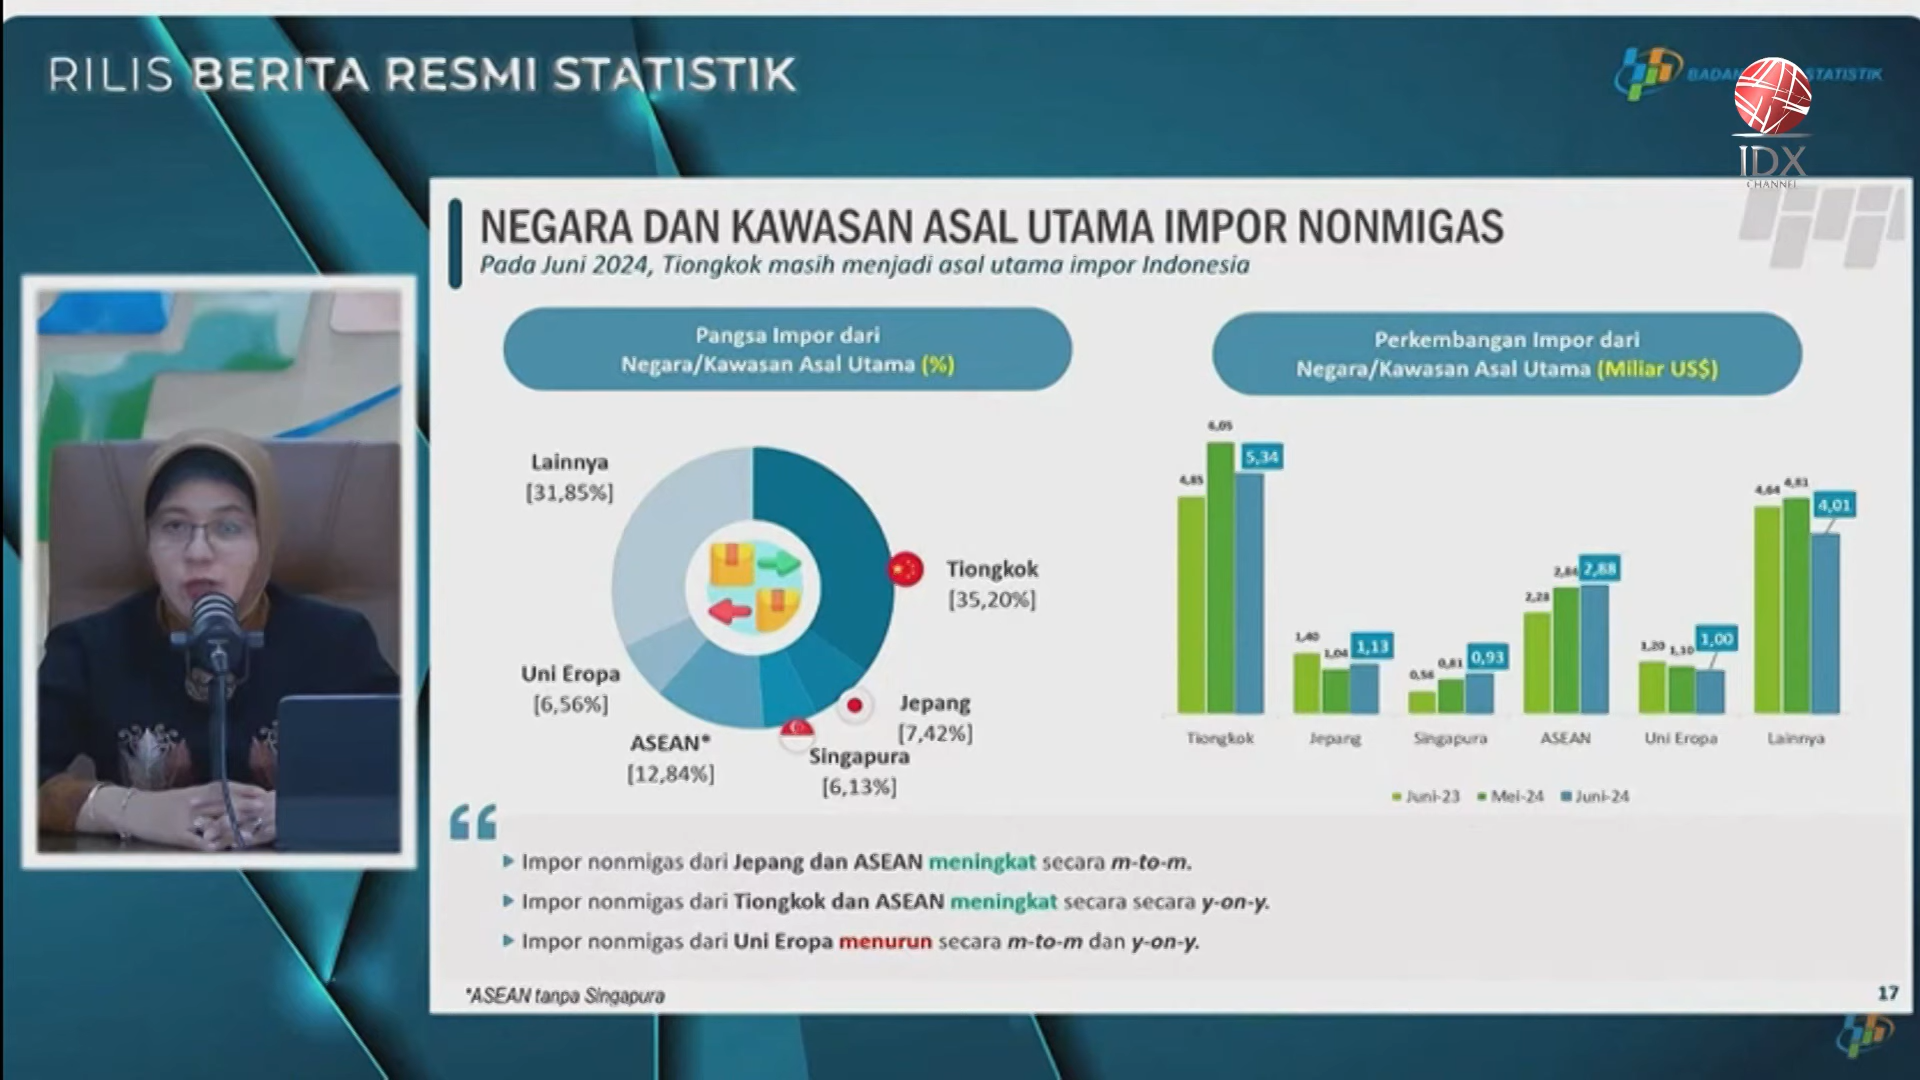 RILIS BERITA RESMI STATISTIK
BADAN STATISTIK
IDX
CHANNEL
NEGARA DAN KAWASAN ASAL UTAMA IMPOR NONMIGAS
Pada Juni 2024, Tiongkok masih menjadi asal utama impor Indonesia
Pangsa Impor dari
Negara/Kawasan Asal Utama (%)
Lainnya
[31,85%]
Tiongkok
[35,20%]
Uni Eropa
[6,56%]
Jepang
[7,42%]
ASEAN*
[12,84%]
Singapura
[6,13%]
Perkembangan Impor dari
Negara/Kawasan Asal Utama (Miliar US$)
4,85 6,05 5,34
1,40 1,04 1,13
0,56 0,81 0,93
2,28 2,84 2,88
1,20 1,10 1,00
4,64 4,81 4,01
Tiongkok Jepang Singapura ASEAN Uni Eropa Lainnya
Juni-23 Mei-24 Juni-24
Impor nonmigas dari Jepang dan ASEAN meningkat secara m-to-m.
Impor nonmigas dari Tiongkok dan ASEAN meningkat secara secara y-on-y.
Impor nonmigas dari Uni Eropa menurun secara m-to-m dan y-on-y.
*ASEAN tanpa Singapura
17